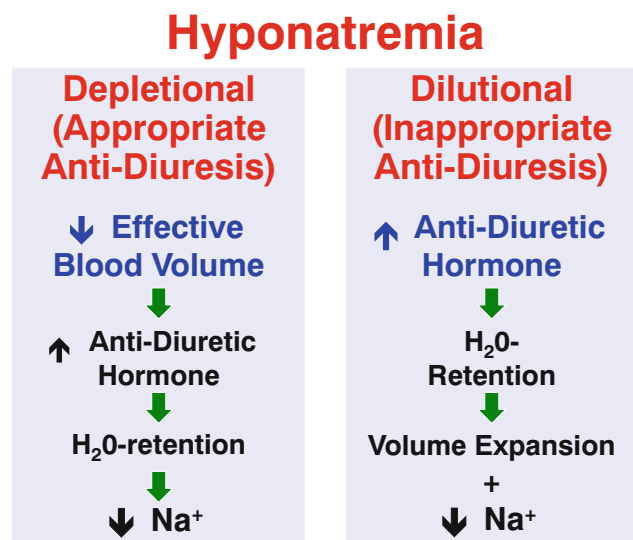 Hyponatremia
Depletional
(Appropriate
Anti-Diuresis)
↓ Effective
Blood Volume
↑ Anti-Diuretic
Hormone
H₂0-retention
↓ Na⁺
Dilutional
(Inappropriate
Anti-Diuresis)
↑ Anti-Diuretic
Hormone
H₂0-
Retention
Volume Expansion
+
↓ Na⁺